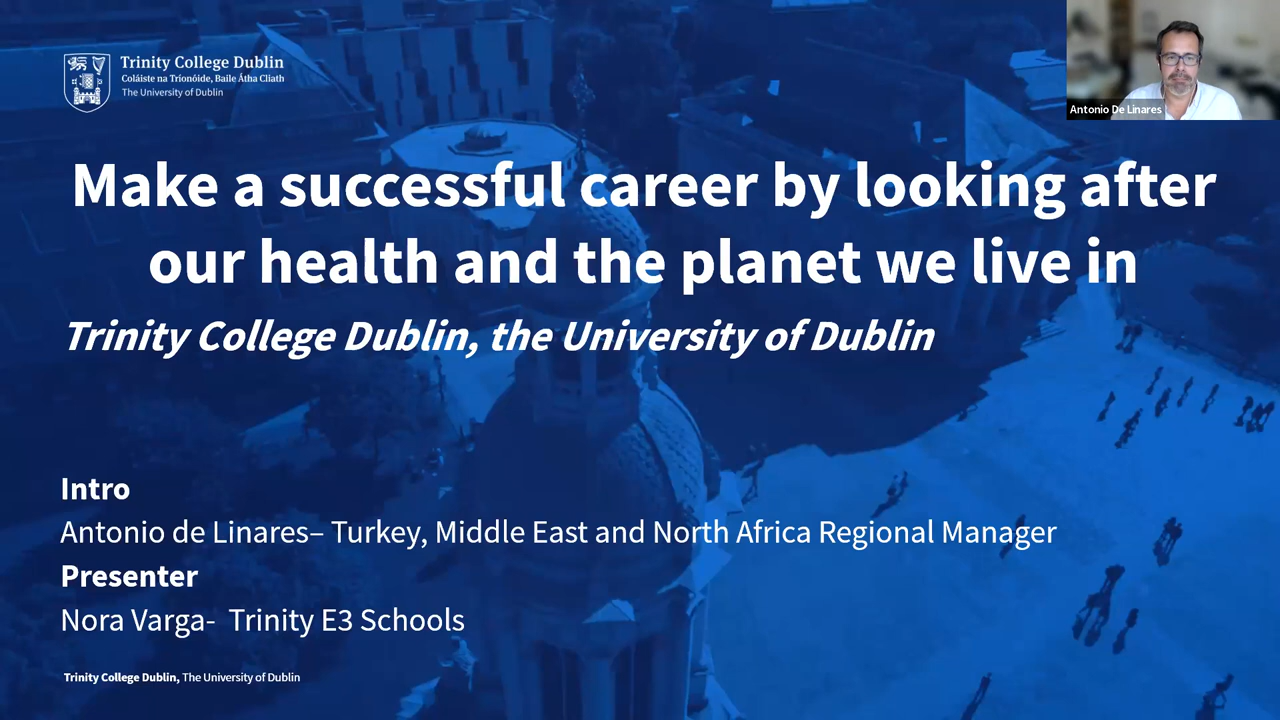 Trinity College Dublin
Coláiste na Tríonóide, Baile Átha Cliath
The University of Dublin
Antonio De Linares
Make a successful career by looking after
our health and the planet we live in
Trinity College Dublin, the University of Dublin
Intro
Antonio de Linares– Turkey, Middle East and North Africa Regional Manager
Presenter
Nora Varga-  Trinity E3 Schools
Trinity College Dublin, The University of Dublin